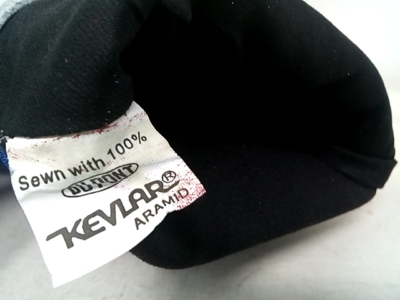 Sewn with 100%
DUPONT
KEVLAR®
ARAMID